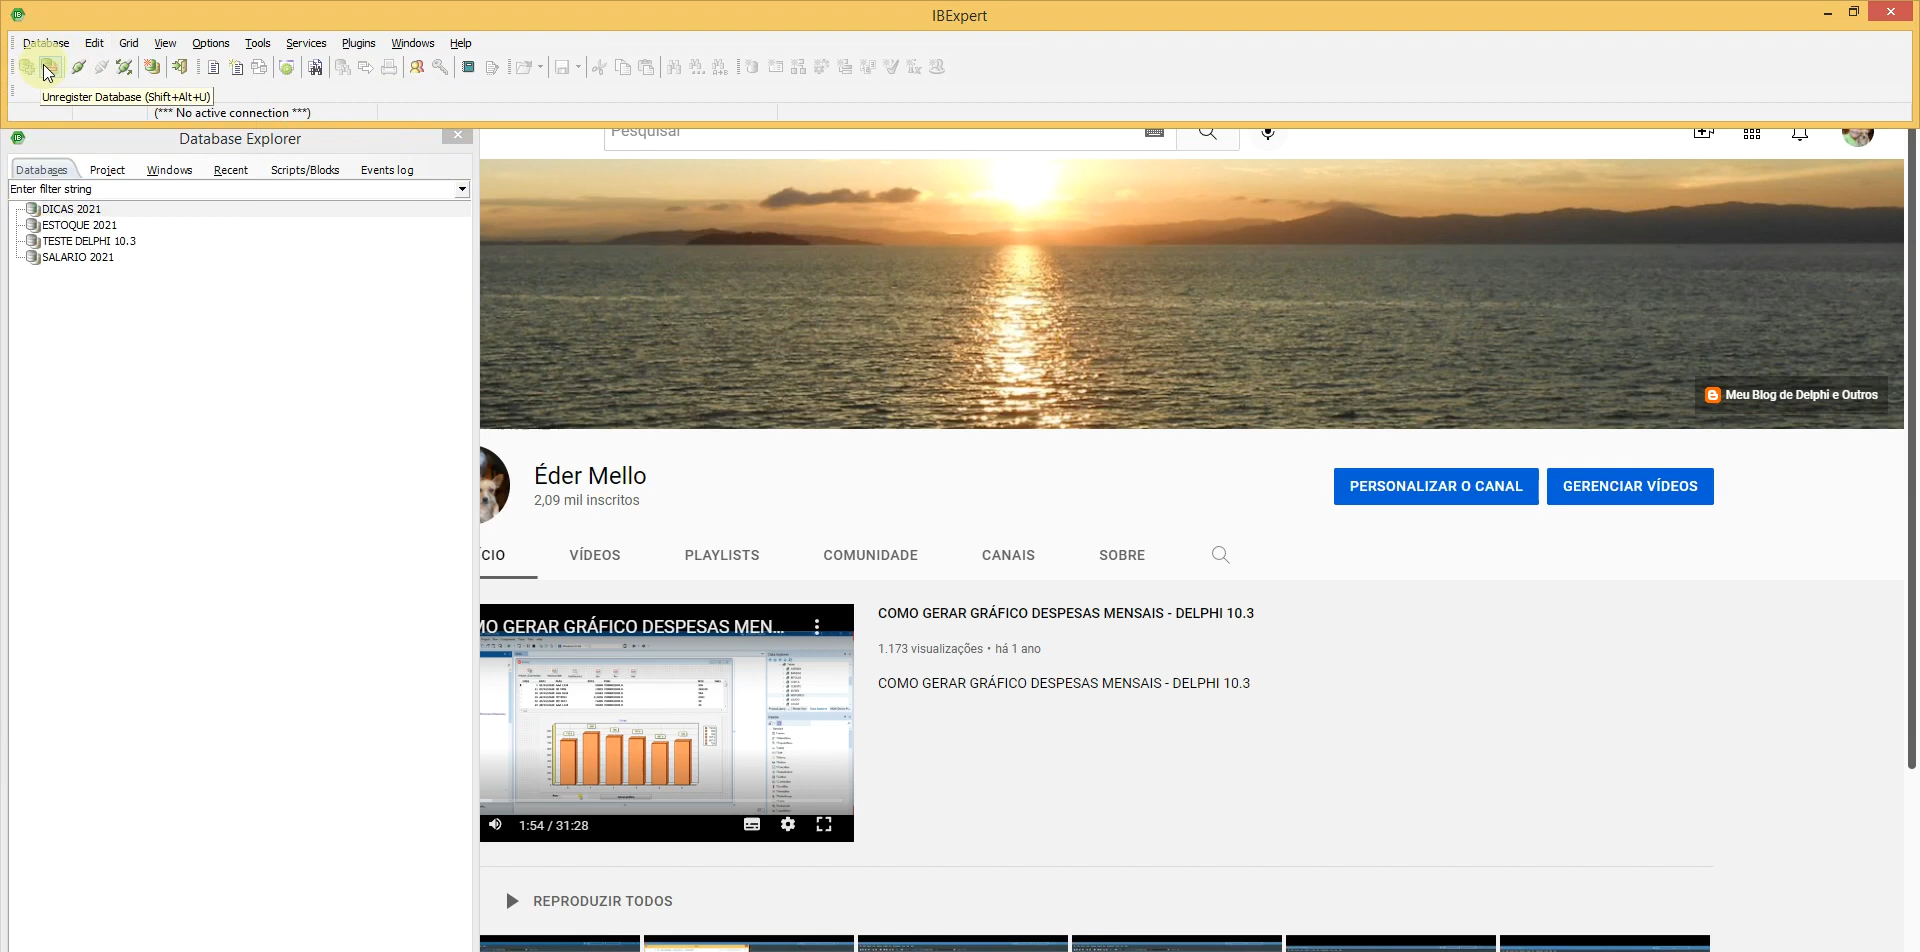 IBExpert
Database Edit Grid View Options Tools Services Plugins Windows Help
Unregister Database (Shift+Alt+U)
(*** No active connection ***)
Database Explorer
Databases Project Windows Recent Scripts/Blocks Events log
Enter filter string
DICAS 2021
ESTOQUE 2021
TESTE DELPHI 10.3
SALARIO 2021
Pesquisar
Meu Blog de Delphi e Outros
Éder Mello
2,09 mil inscritos
PERSONALIZAR O CANAL
GERENCIAR VÍDEOS
ÍCIO VÍDEOS PLAYLISTS COMUNIDADE CANAIS SOBRE
MO GERAR GRÁFICO DESPESAS MEN...
1:54 / 31:28
COMO GERAR GRÁFICO DESPESAS MENSAIS - DELPHI 10.3
1.173 visualizações • há 1 ano
COMO GERAR GRÁFICO DESPESAS MENSAIS - DELPHI 10.3
REPRODUZIR TODOS